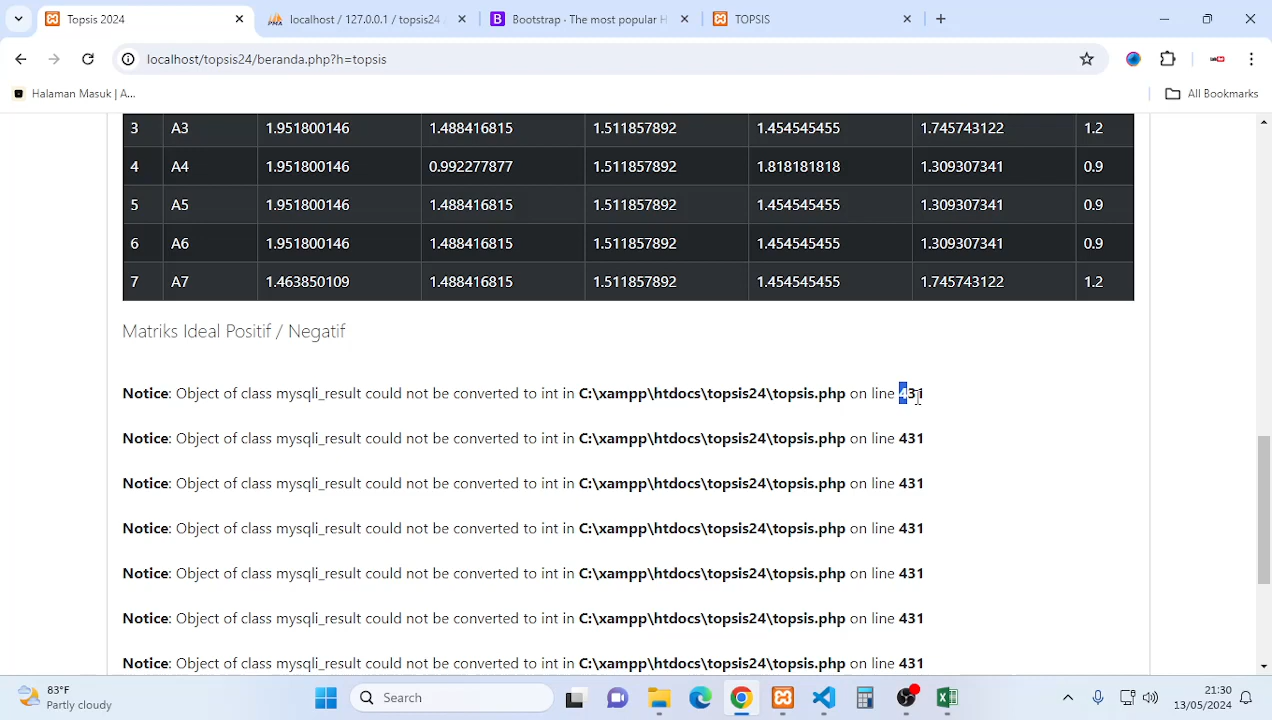 Topsis 2024
localhost / 127.0.0.1 / topsis24
Bootstrap · The most popular H
TOPSIS
localhost/topsis24/beranda.php?h=topsis
Halaman Masuk | A...
All Bookmarks
3 A3 1.951800146 1.488416815 1.511857892 1.454545455 1.745743122 1.2
4 A4 1.951800146 0.992277877 1.511857892 1.818181818 1.309307341 0.9
5 A5 1.951800146 1.488416815 1.511857892 1.454545455 1.309307341 0.9
6 A6 1.951800146 1.488416815 1.511857892 1.454545455 1.309307341 0.9
7 A7 1.463850109 1.488416815 1.511857892 1.454545455 1.745743122 1.2
Matriks Ideal Positif / Negatif
Notice: Object of class mysqli_result could not be converted to int in C:\xampp\htdocs\topsis24\topsis.php on line 431
Notice: Object of class mysqli_result could not be converted to int in C:\xampp\htdocs\topsis24\topsis.php on line 431
Notice: Object of class mysqli_result could not be converted to int in C:\xampp\htdocs\topsis24\topsis.php on line 431
Notice: Object of class mysqli_result could not be converted to int in C:\xampp\htdocs\topsis24\topsis.php on line 431
Notice: Object of class mysqli_result could not be converted to int in C:\xampp\htdocs\topsis24\topsis.php on line 431
Notice: Object of class mysqli_result could not be converted to int in C:\xampp\htdocs\topsis24\topsis.php on line 431
Notice: Object of class mysqli_result could not be converted to int in C:\xampp\htdocs\topsis24\topsis.php on line 431
83°F
Partly cloudy
Search
21:30
13/05/2024